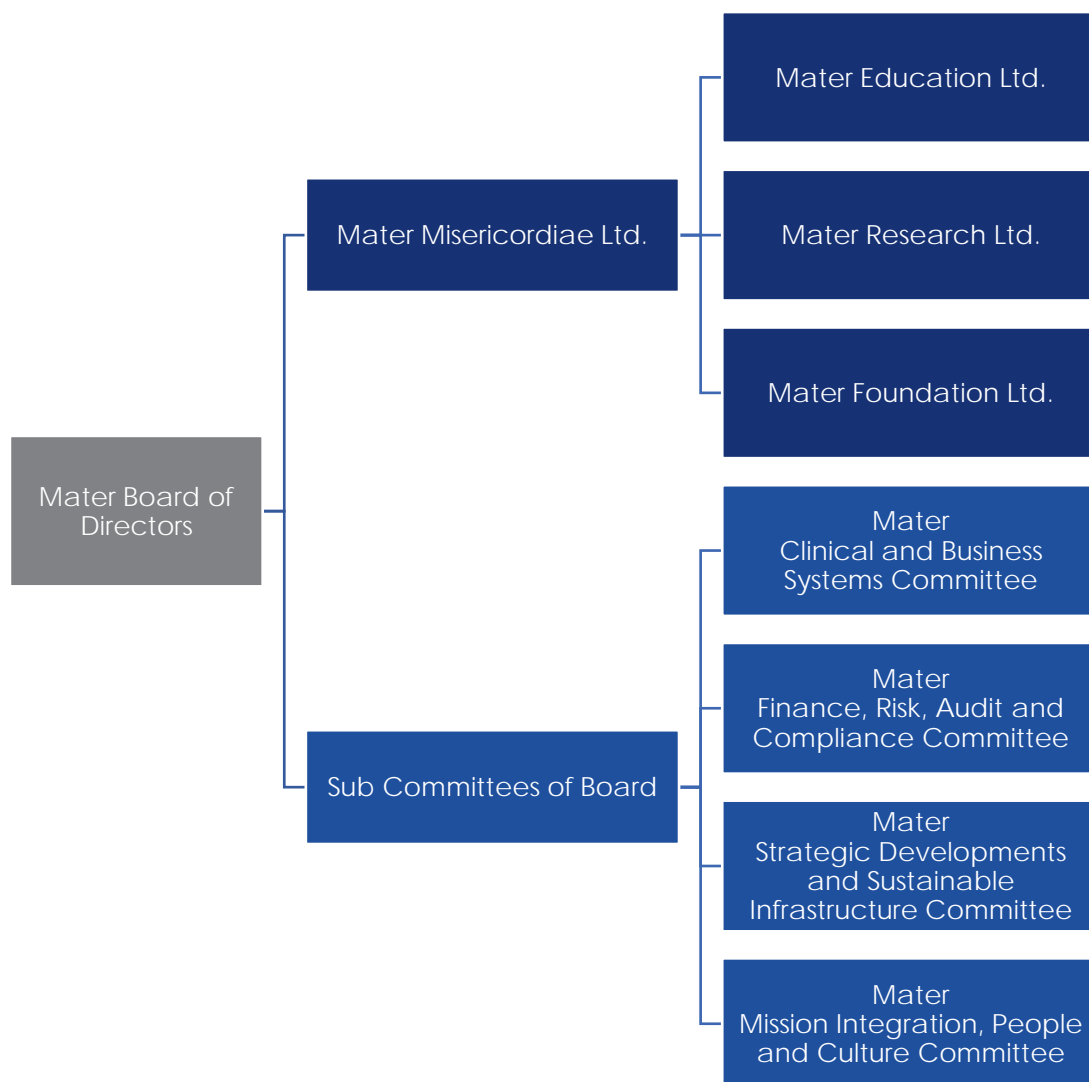 Mater Board of
Directors
Mater Misericordiae Ltd.
Mater Education Ltd.
Mater Research Ltd.
Mater Foundation Ltd.
Sub Committees of Board
Mater
Clinical and Business
Systems Committee
Mater
Finance, Risk, Audit and
Compliance Committee
Mater
Strategic Developments
and Sustainable
Infrastructure Committee
Mater
Mission Integration, People
and Culture Committee